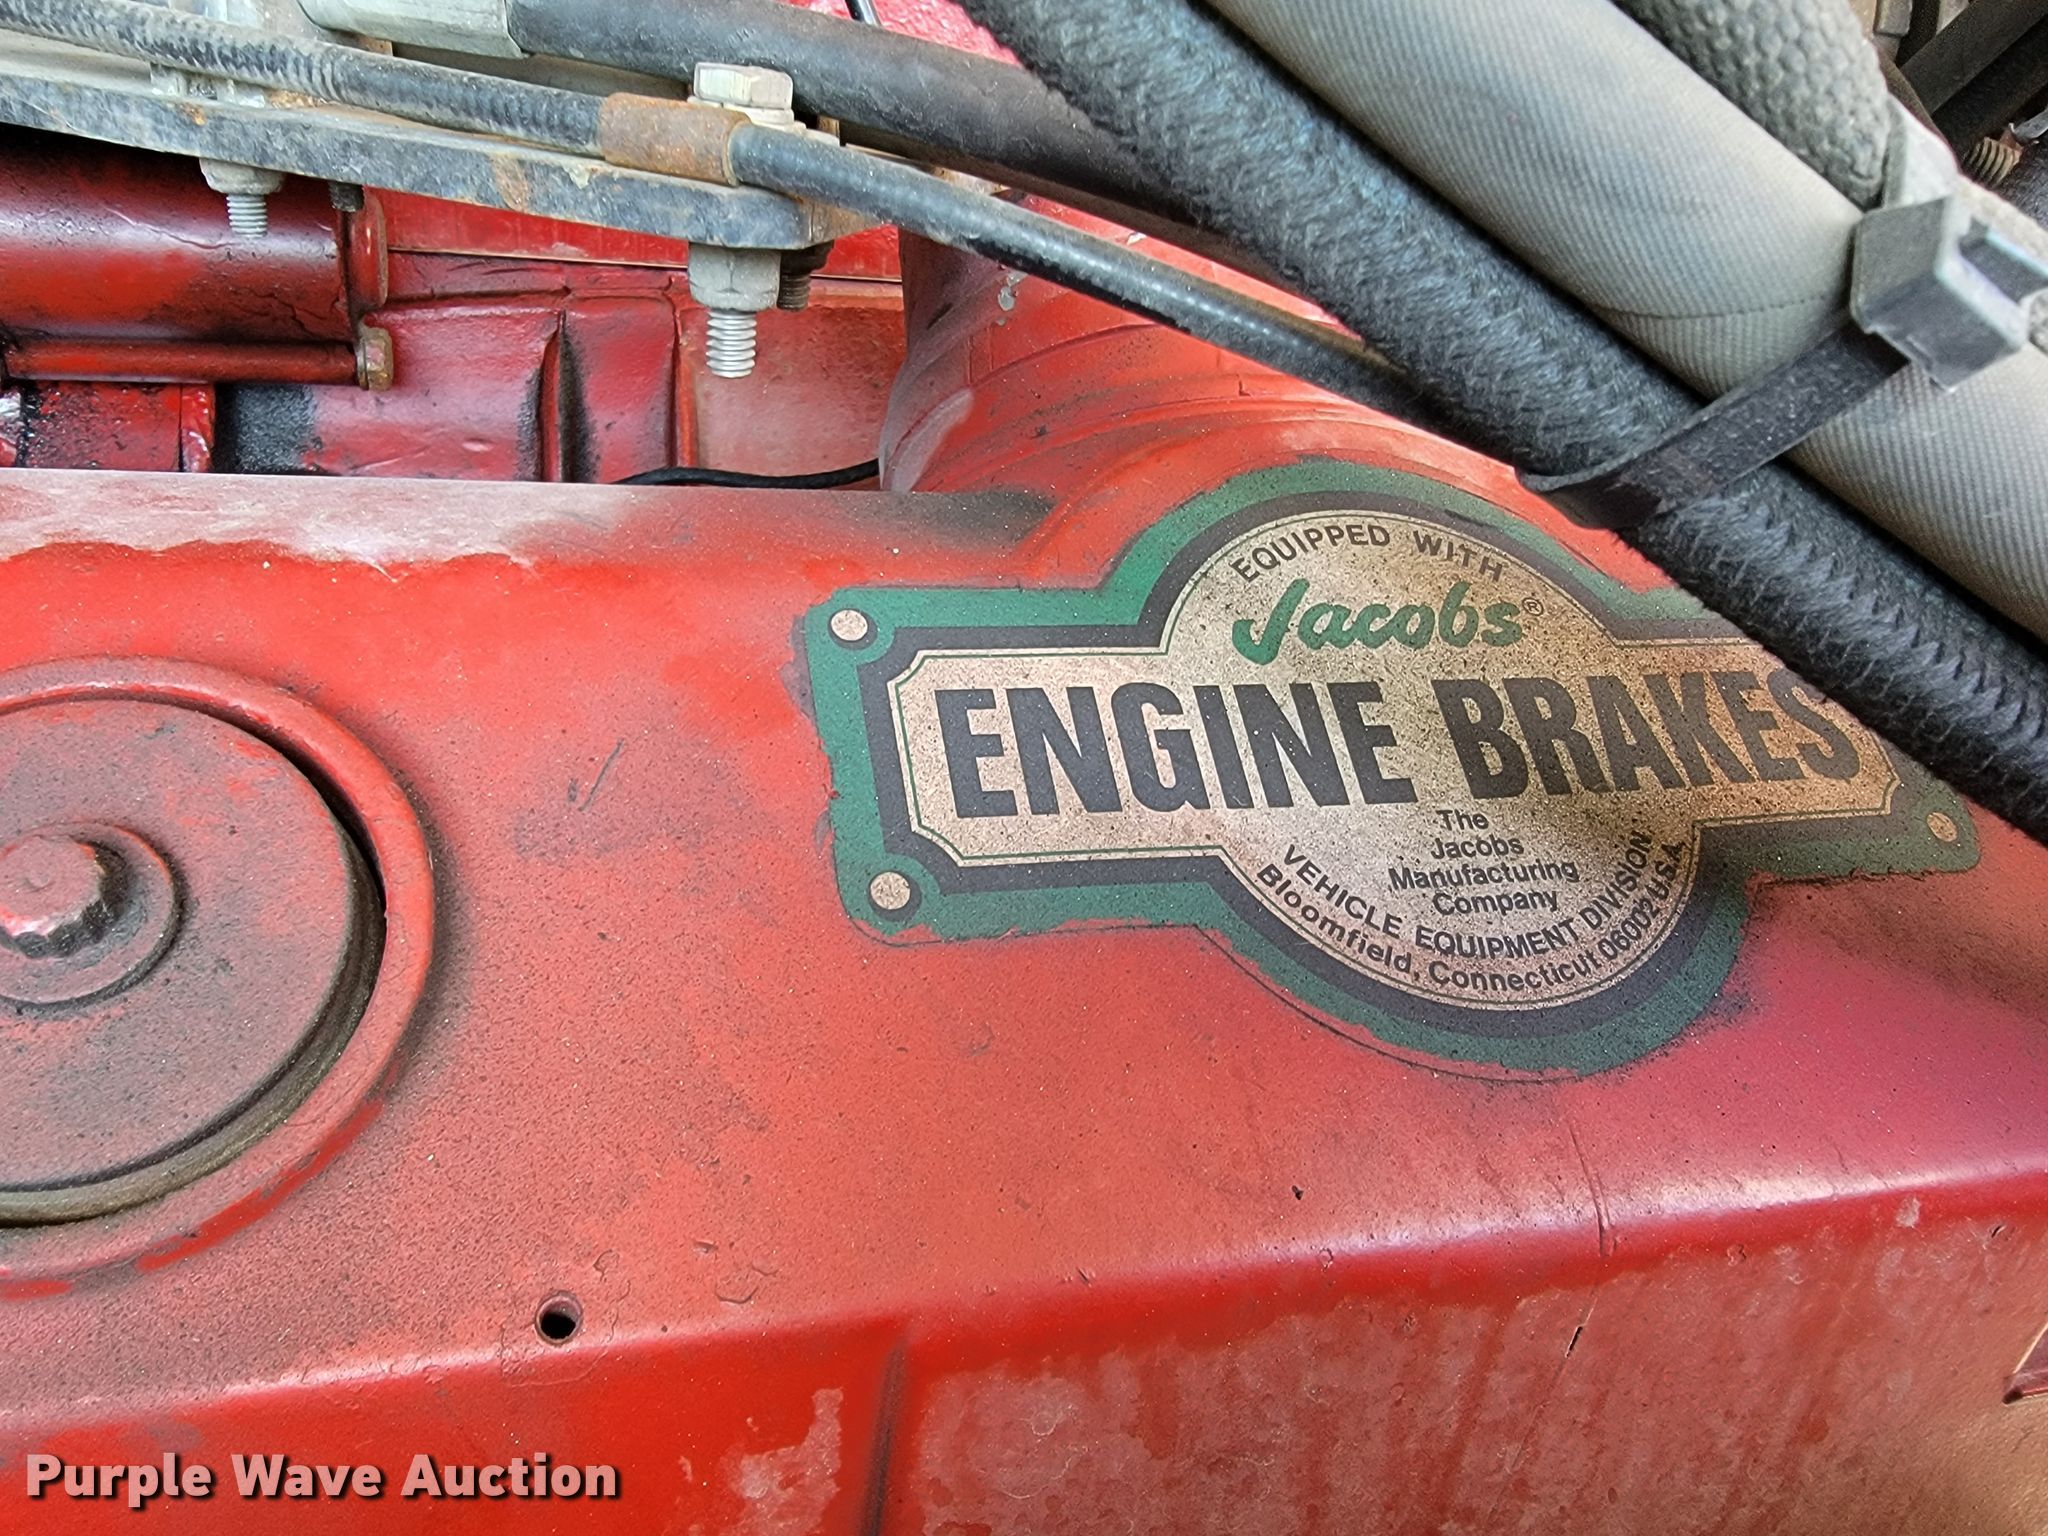 EQUIPPED WITH
Jacobs®
ENGINE BRAKES
The
Jacobs
Manufacturing
Company
VEHICLE EQUIPMENT DIVISION
Bloomfield, Connecticut 06002 U.S.A.
Purple Wave Auction